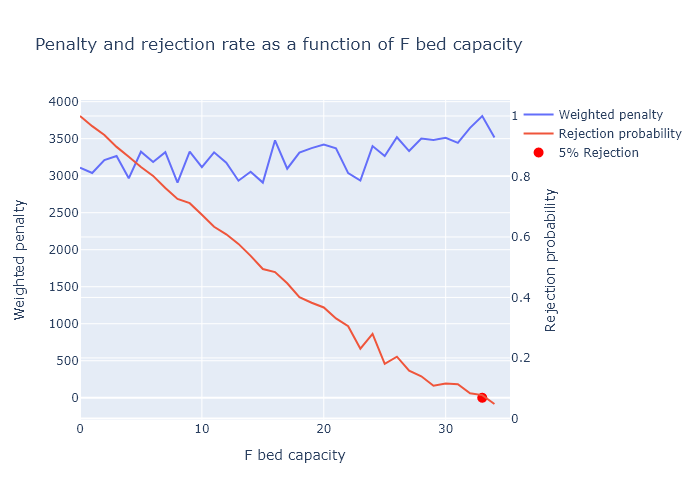 Penalty and rejection rate as a function of F bed capacity
Weighted penalty
Rejection probability
5% Rejection
4000
3500
3000
2500
2000
1500
1000
500
0
1
0.8
0.6
0.4
0.2
0
0
10
20
30
Weighted penalty
Rejection probability
F bed capacity